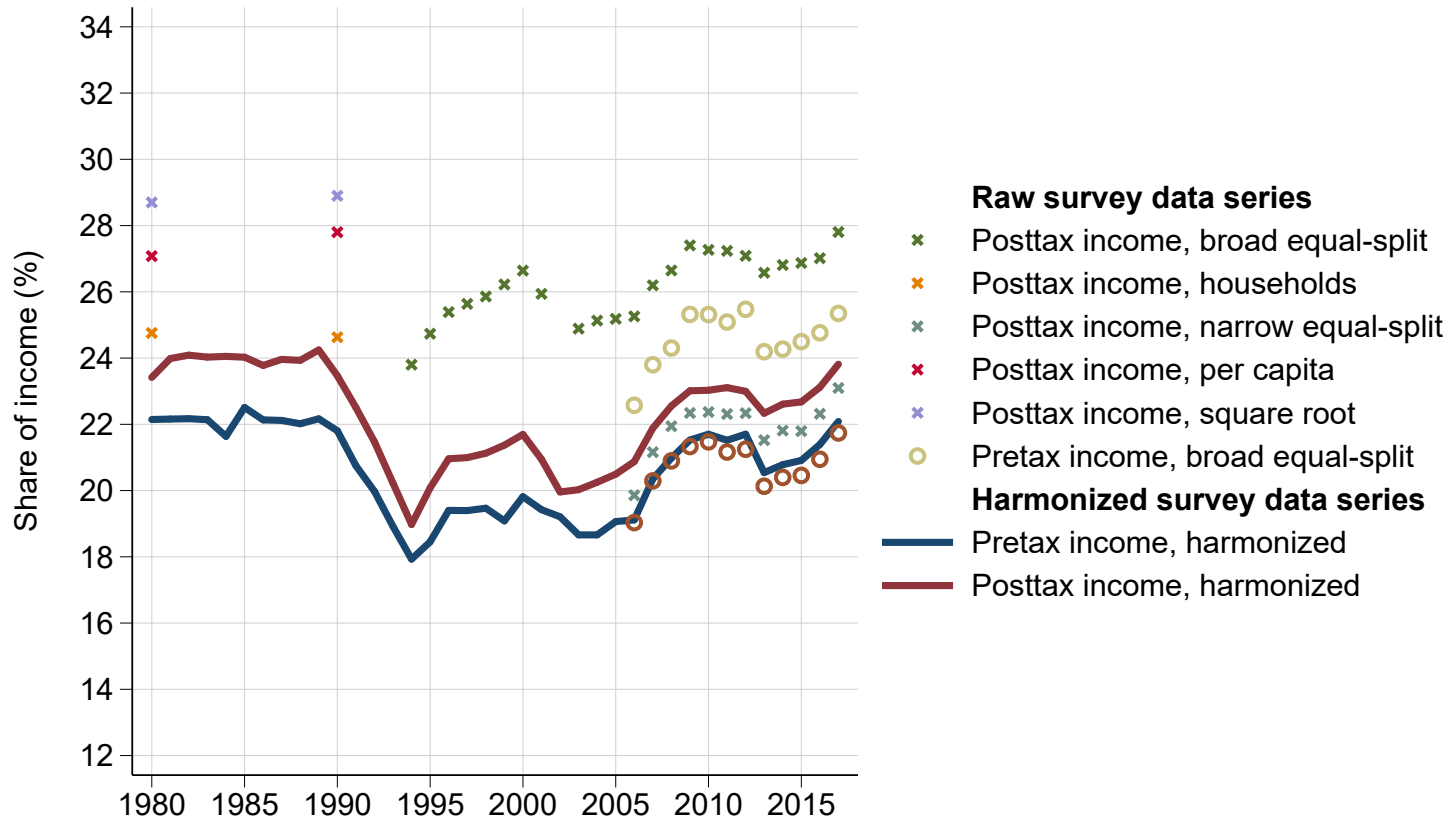 34
32
30
28
26
24
22
20
18
16
14
12
Share of income (%)
1980 1985 1990 1995 2000 2005 2010 2015
Raw survey data series
Posttax income, broad equal-split
Posttax income, households
Posttax income, narrow equal-split
Posttax income, per capita
Posttax income, square root
Pretax income, broad equal-split
Harmonized survey data series
Pretax income, harmonized
Posttax income, harmonized